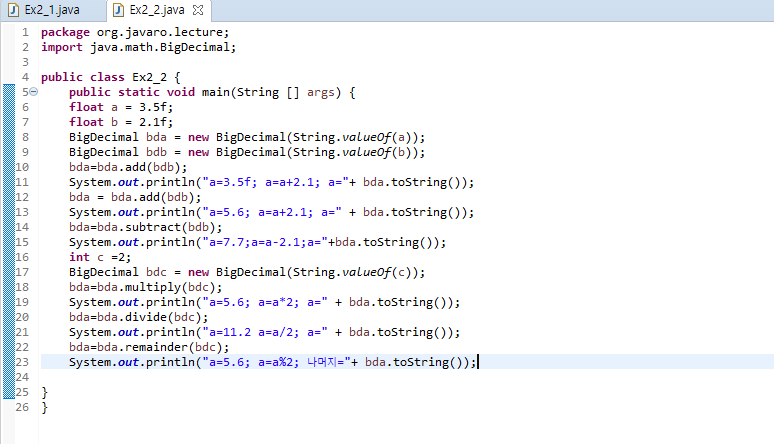 Ex2_1.java Ex2_2.java
1 package org.javaro.lecture;
2 import java.math.BigDecimal;
3
4 public class Ex2_2 {
5 public static void main(String [] args) {
6 float a = 3.5f;
7 float b = 2.1f;
8 BigDecimal bda = new BigDecimal(String.valueOf(a));
9 BigDecimal bdb = new BigDecimal(String.valueOf(b));
10 bda=bda.add(bdb);
11 System.out.println("a=3.5f; a=a+2.1; a="+ bda.toString());
12 bda = bda.add(bdb);
13 System.out.println("a=5.6; a=a+2.1; a=" + bda.toString());
14 bda=bda.subtract(bdb);
15 System.out.println("a=7.7;a=a-2.1;a="+bda.toString());
16 int c =2;
17 BigDecimal bdc = new BigDecimal(String.valueOf(c));
18 bda=bda.multiply(bdc);
19 System.out.println("a=5.6; a=a*2; a=" + bda.toString());
20 bda=bda.divide(bdc);
21 System.out.println("a=11.2 a=a/2; a=" + bda.toString());
22 bda=bda.remainder(bdc);
23 System.out.println("a=5.6; a=a%2; 나머지="+ bda.toString());
24
25 }
26 }